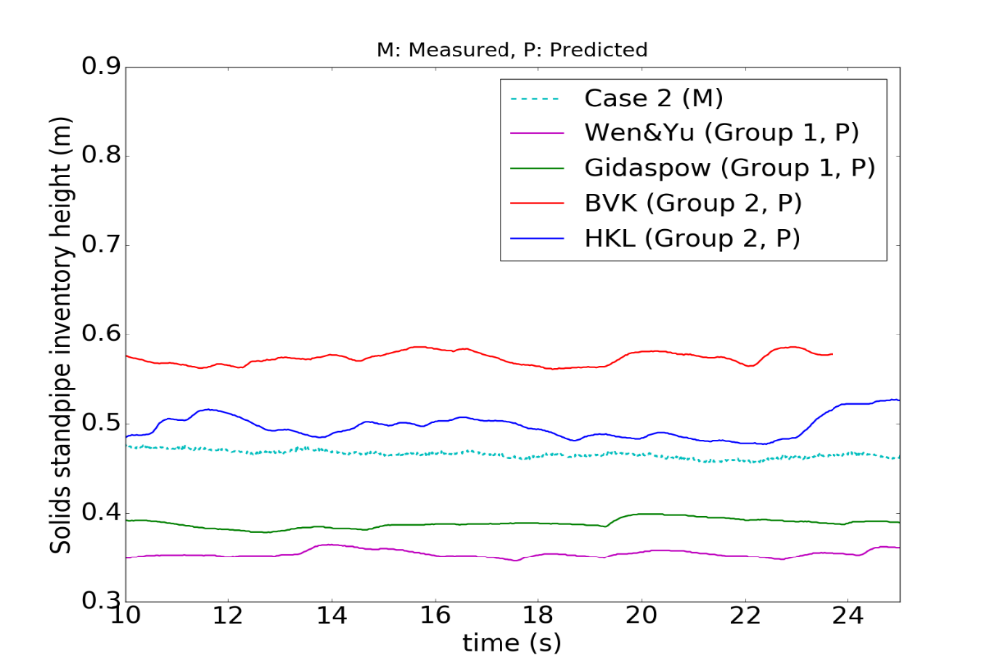 M: Measured, P: Predicted
Solids standpipe inventory height (m)
0.9
0.8
0.7
0.6
0.5
0.4
0.3
Case 2 (M)
Wen&Yu (Group 1, P)
Gidaspow (Group 1, P)
BVK (Group 2, P)
HKL (Group 2, P)
10 12 14 16 18 20 22 24
time (s)